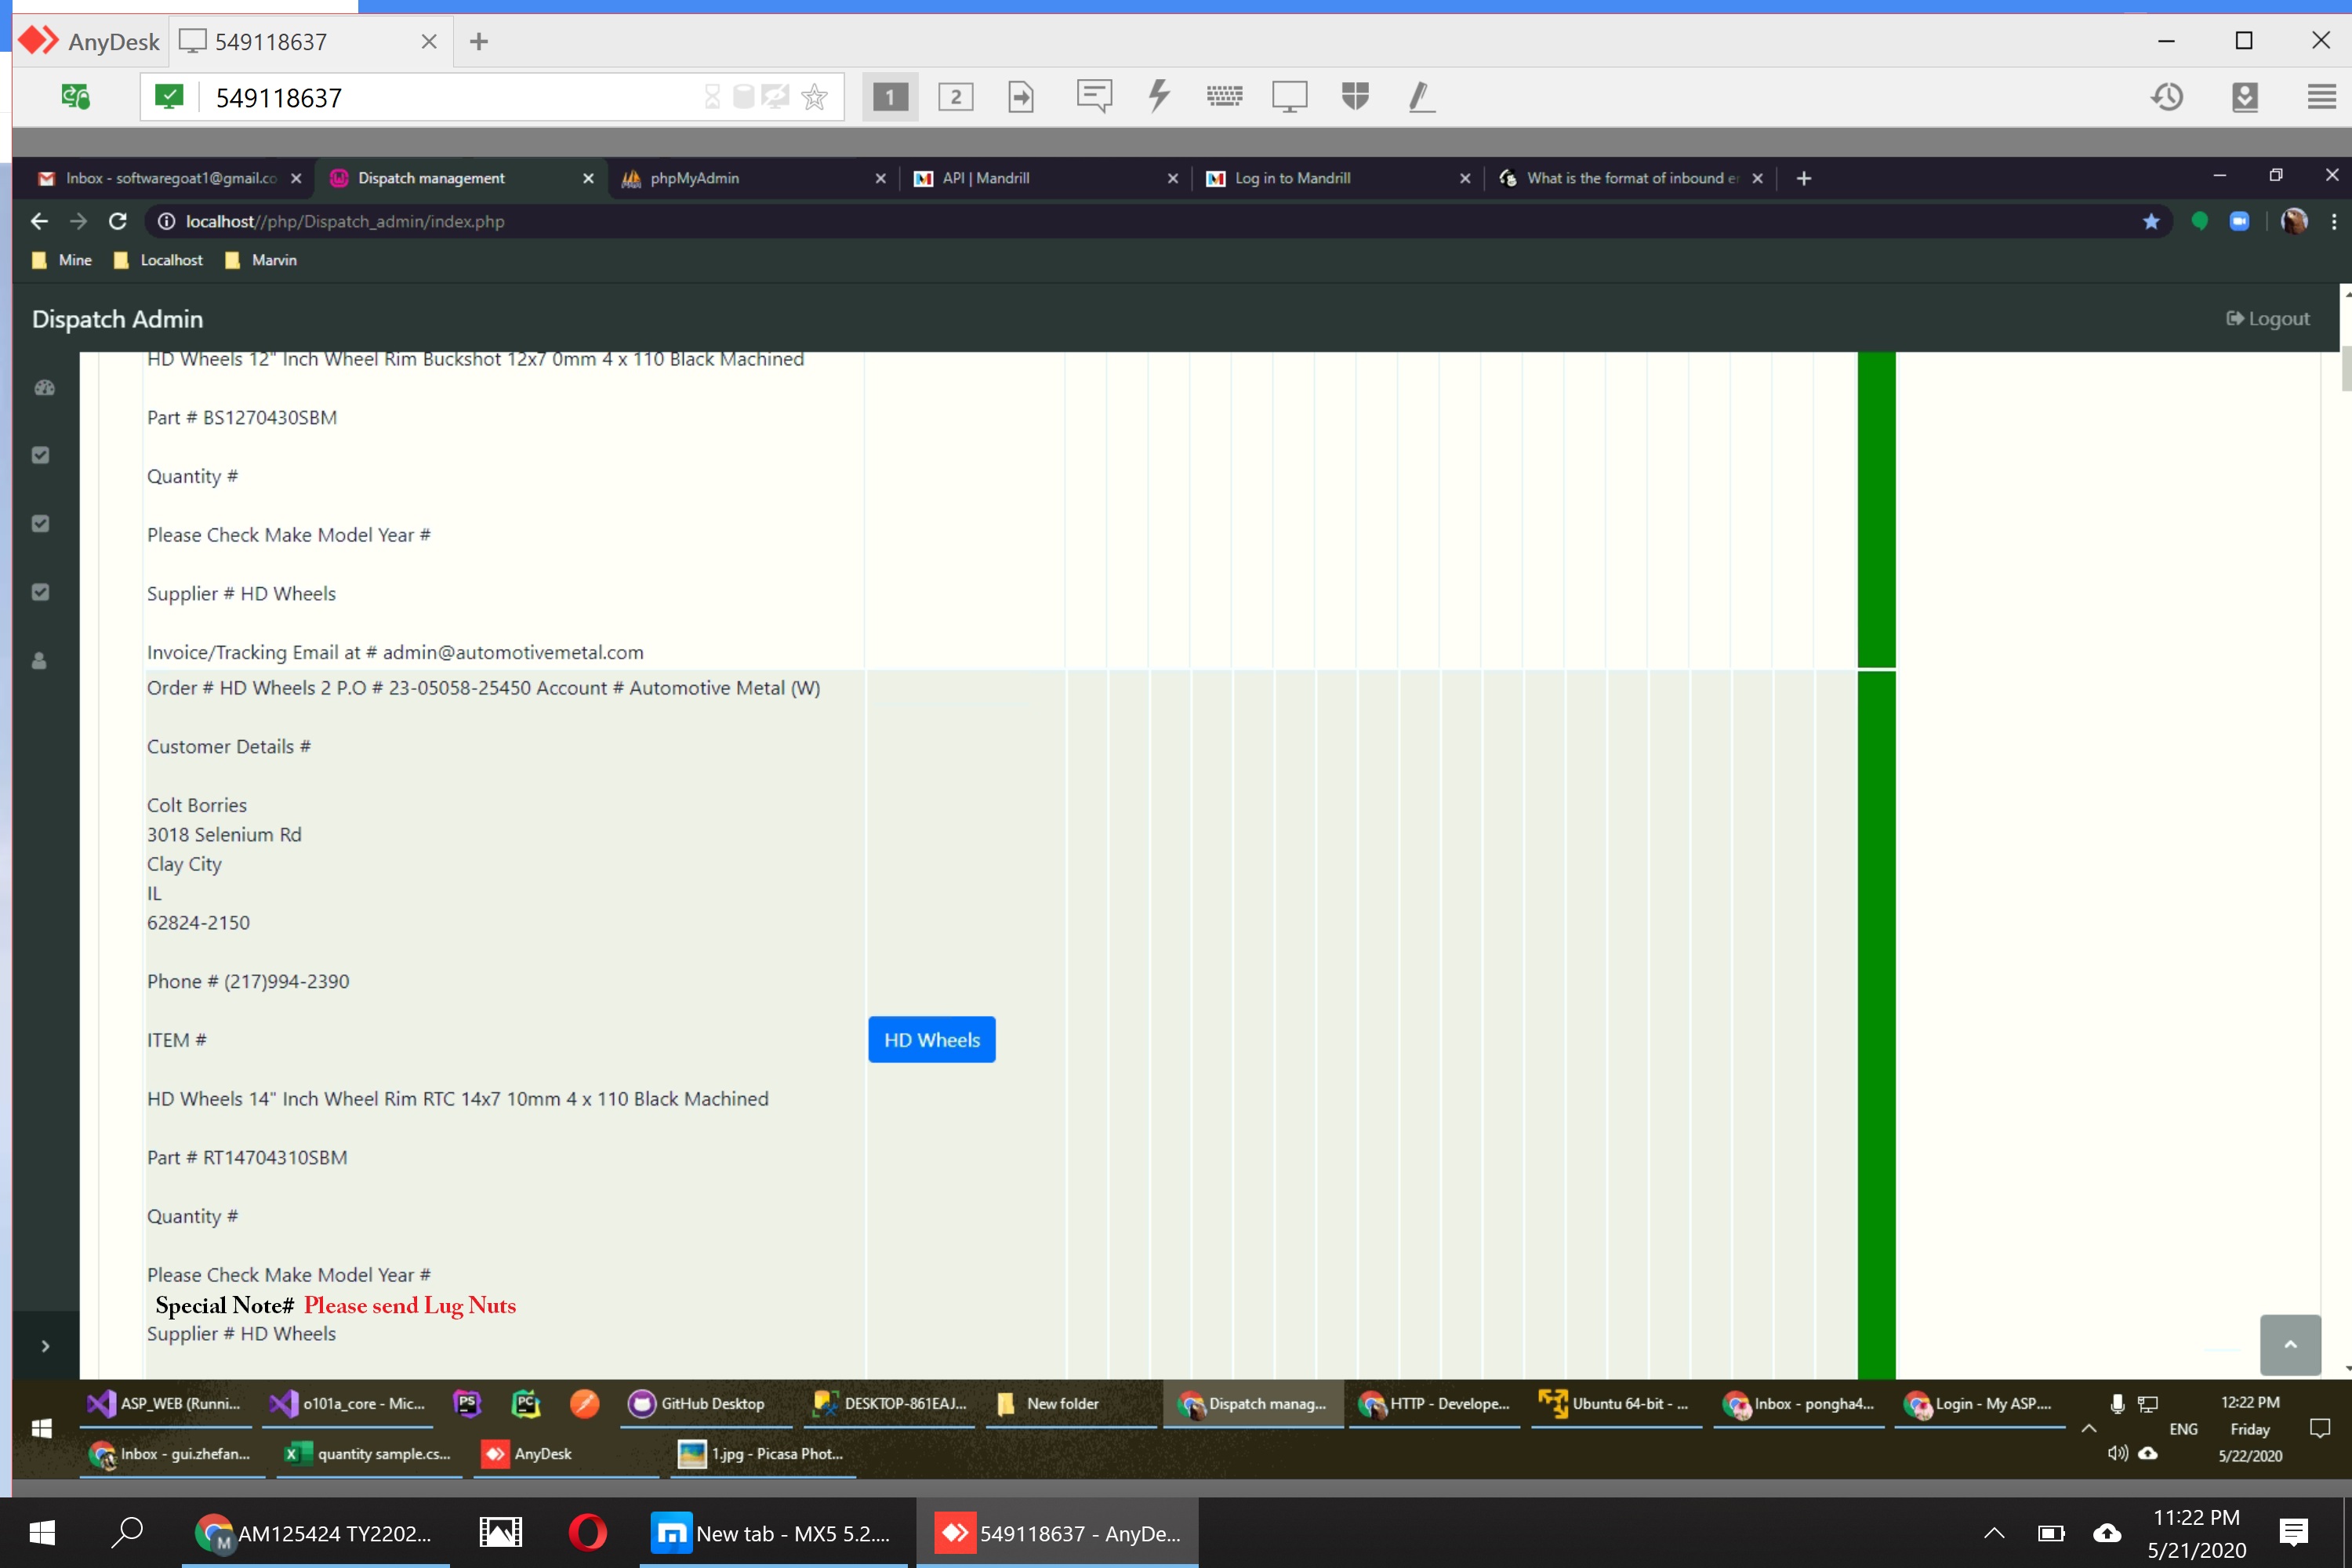 AnyDesk
549118637
549118637
1
2
Inbox - softwaregoat1@gmail.co
Dispatch management
phpMyAdmin
API | Mandrill
Log in to Mandrill
What is the format of inbound er
localhost//php/Dispatch_admin/index.php
Mine
Localhost
Marvin
Dispatch Admin
Logout
HD Wheels 12" Inch Wheel Rim Buckshot 12x7 0mm 4 x 110 Black Machined
Part # BS1270430SBM
Quantity #
Please Check Make Model Year #
Supplier # HD Wheels
Invoice/Tracking Email at # admin@automotivemetal.com
Order # HD Wheels 2 P.O # 23-05058-25450 Account # Automotive Metal (W)
Customer Details #
Colt Borries
3018 Selenium Rd
Clay City
IL
62824-2150
Phone # (217)994-2390
ITEM #
HD Wheels
HD Wheels 14" Inch Wheel Rim RTC 14x7 10mm 4 x 110 Black Machined
Part # RT14704310SBM
Quantity #
Please Check Make Model Year #
Special Note# Please send Lug Nuts
Supplier # HD Wheels
ASP_WEB (Runni...
o101a_core - Mic...
PS
PC
GitHub Desktop
DESKTOP-861EAJ...
New folder
Dispatch manag...
HTTP - Develope...
Ubuntu 64-bit - ...
Inbox - pongha4...
Login - My ASP....
12:22 PM
ENG
Friday
5/22/2020
Inbox - gui.zhefan...
quantity sample.cs...
AnyDesk
1.jpg - Picasa Phot...
M
AM125424 TY2202...
New tab - MX5 5.2....
549118637 - AnyDe...
11:22 PM
5/21/2020